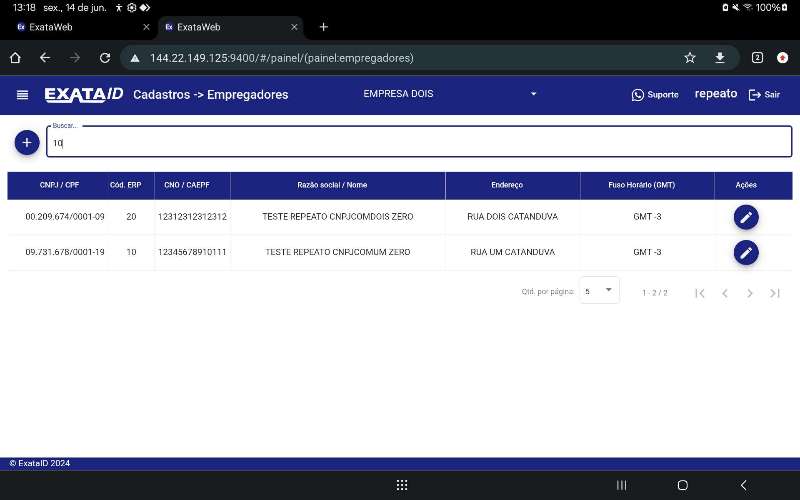 13:18 sex., 14 de jun. 100%
ExataWeb ExataWeb
144.22.149.125:9400/#/painel/(painel:empregadores) 2
EXATAID Cadastros -> Empregadores EMPRESA DOIS Suporte repeato Sair
Buscar...
10
CNPJ / CPF Cód. ERP CNO / CAEPF Razão social / Nome Endereço Fuso Horário (GMT) Ações
00.209.674/0001-09 20 12312312312312 TESTE REPEATO CNPJCOMDOIS ZERO RUA DOIS CATANDUVA GMT -3
09.731.678/0001-19 10 12345678910111 TESTE REPEATO CNPJCOMUM ZERO RUA UM CATANDUVA GMT -3
Qtd. por página: 5 1 - 2 / 2
© ExataID 2024